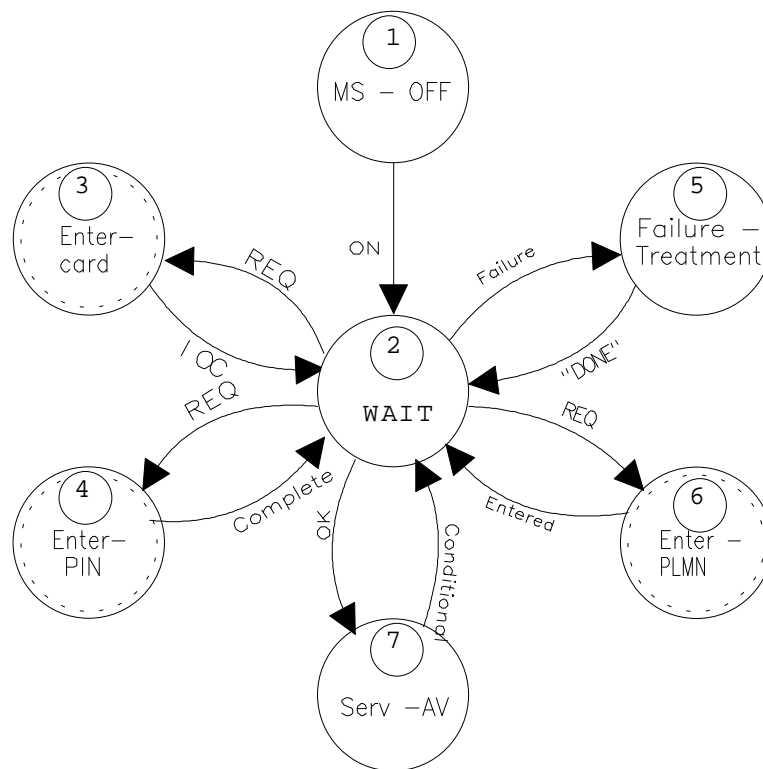 1
MS - OFF
3
Enter-
card
5
Failure -
Treatment
ON
REQ
Failure
I OC
"DONE"
2
WAIT
REQ
REQ
4
Enter-
PIN
Complete
Entered
6
Enter -
PLMN
OK
Conditional
7
Serv -AV